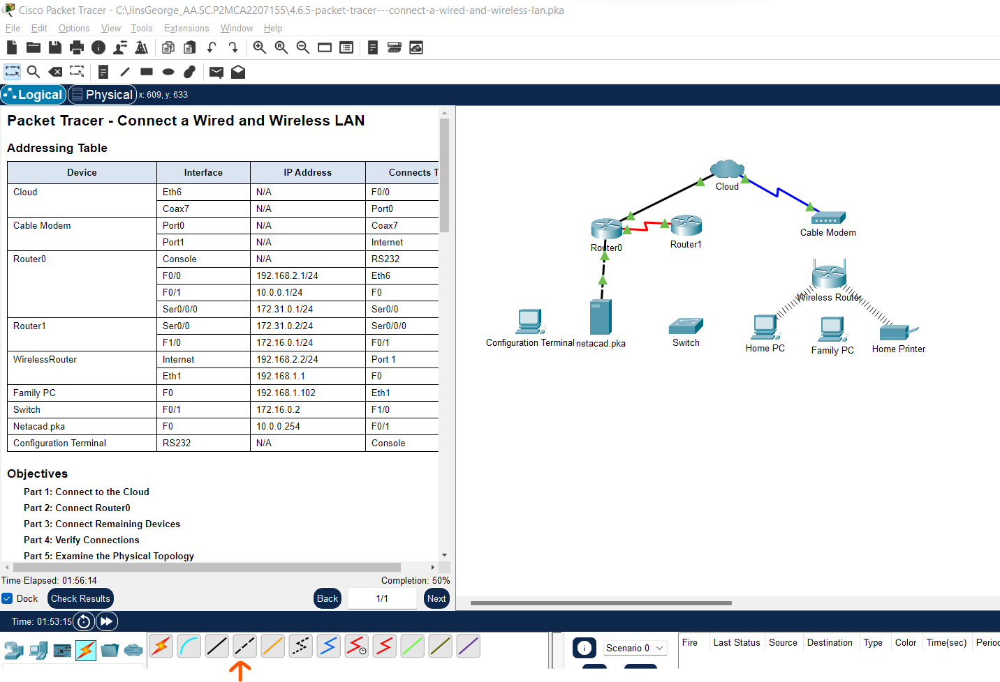 Cisco Packet Tracer - C:\JinsGeorge_AA.SC.P2MCA2207155\4.6.5-packet-tracer---connect-a-wired-and-wireless-lan.pka
File Edit Options View Tools Extensions Window Help
Logical Physical x: 609, y: 633
Packet Tracer - Connect a Wired and Wireless LAN
Addressing Table
Device Interface IP Address Connects T
Cloud Eth6 N/A F0/0
Coax7 N/A Port0
Cable Modem Port0 N/A Coax7
Port1 N/A Internet
Router0 Console N/A RS232
F0/0 192.168.2.1/24 Eth6
F0/1 10.0.0.1/24 F0
Ser0/0/0 172.31.0.1/24 Ser0/0
Router1 Ser0/0 172.31.0.2/24 Ser0/0/0
F1/0 172.16.0.1/24 F0/1
WirelessRouter Internet 192.168.2.2/24 Port 1
Eth1 192.168.1.1 F0
Family PC F0 192.168.1.102 Eth1
Switch F0/1 172.16.0.2 F1/0
Netacad.pka F0 10.0.0.254 F0/1
Configuration Terminal RS232 N/A Console
Objectives
Part 1: Connect to the Cloud
Part 2: Connect Router0
Part 3: Connect Remaining Devices
Part 4: Verify Connections
Part 5: Examine the Physical Topology
Time Elapsed: 01:56:14 Completion: 50%
Dock Check Results Back 1/1 Next
Cloud
Cable Modem
Router0
Router1
Wireless Router
Configuration Terminal
netacad.pka
Switch
Home PC
Family PC
Home Printer
Time: 01:53:15
Scenario 0
Fire Last Status Source Destination Type Color Time(sec) Perioc